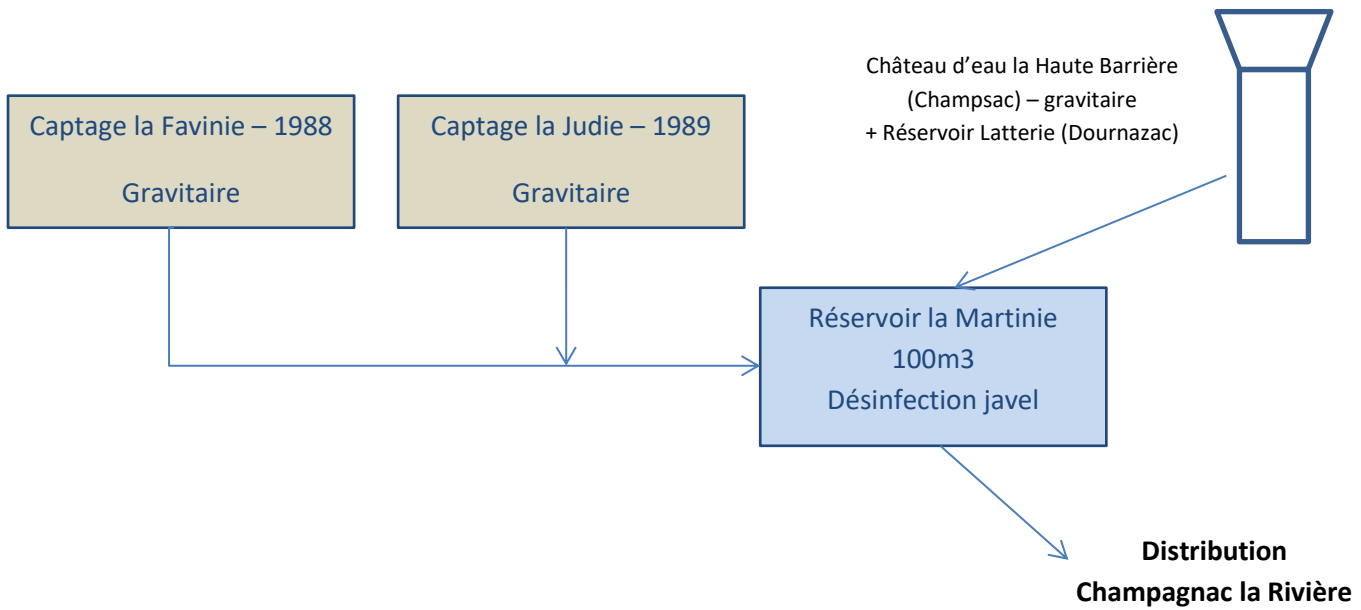 Château d’eau la Haute Barrière
(Champsac) – gravitaire
+ Réservoir Latterie (Dournazac)
Captage la Favinie – 1988
Gravitaire
Captage la Judie – 1989
Gravitaire
Réservoir la Martinie
100m3
Désinfection javel
Distribution
Champagnac la Rivière